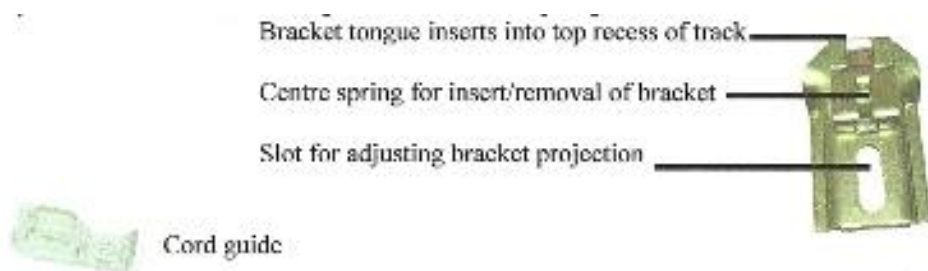 Bracket tongue inserts into top recess of track
Centre spring for insert/removal of bracket
Slot for adjusting bracket projection
Cord guide